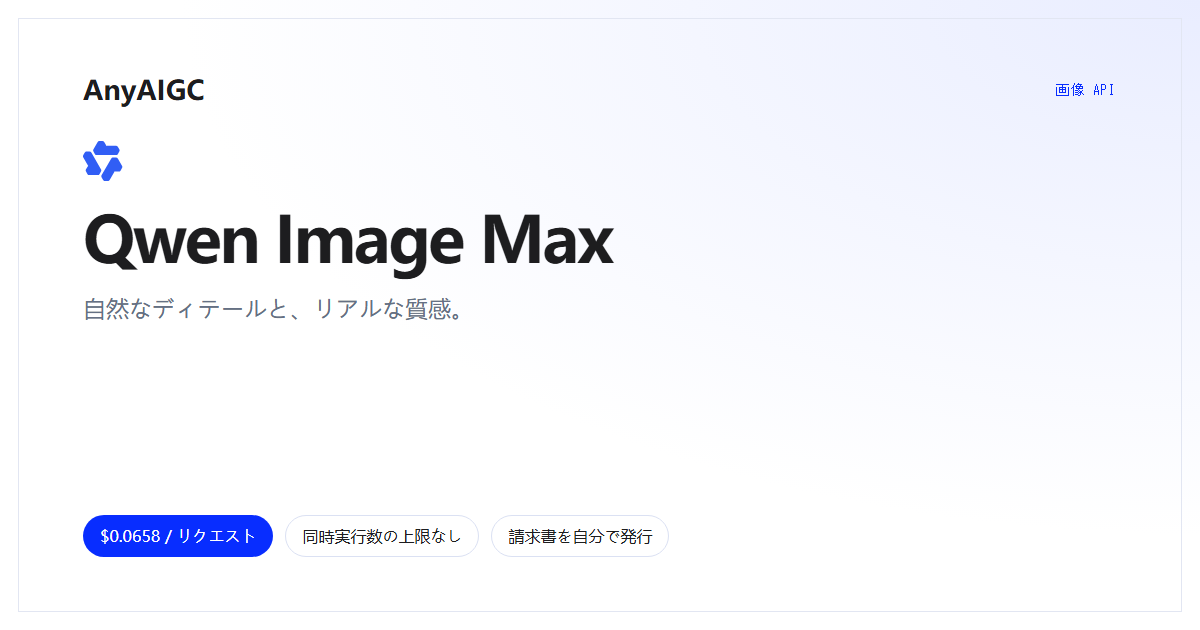 AnyAIGC
画像 API
Qwen Image Max
自然なディテールと、リアルな質感。
$0.0658 / リクエスト
同時実行数の上限なし
請求書を自分で発行